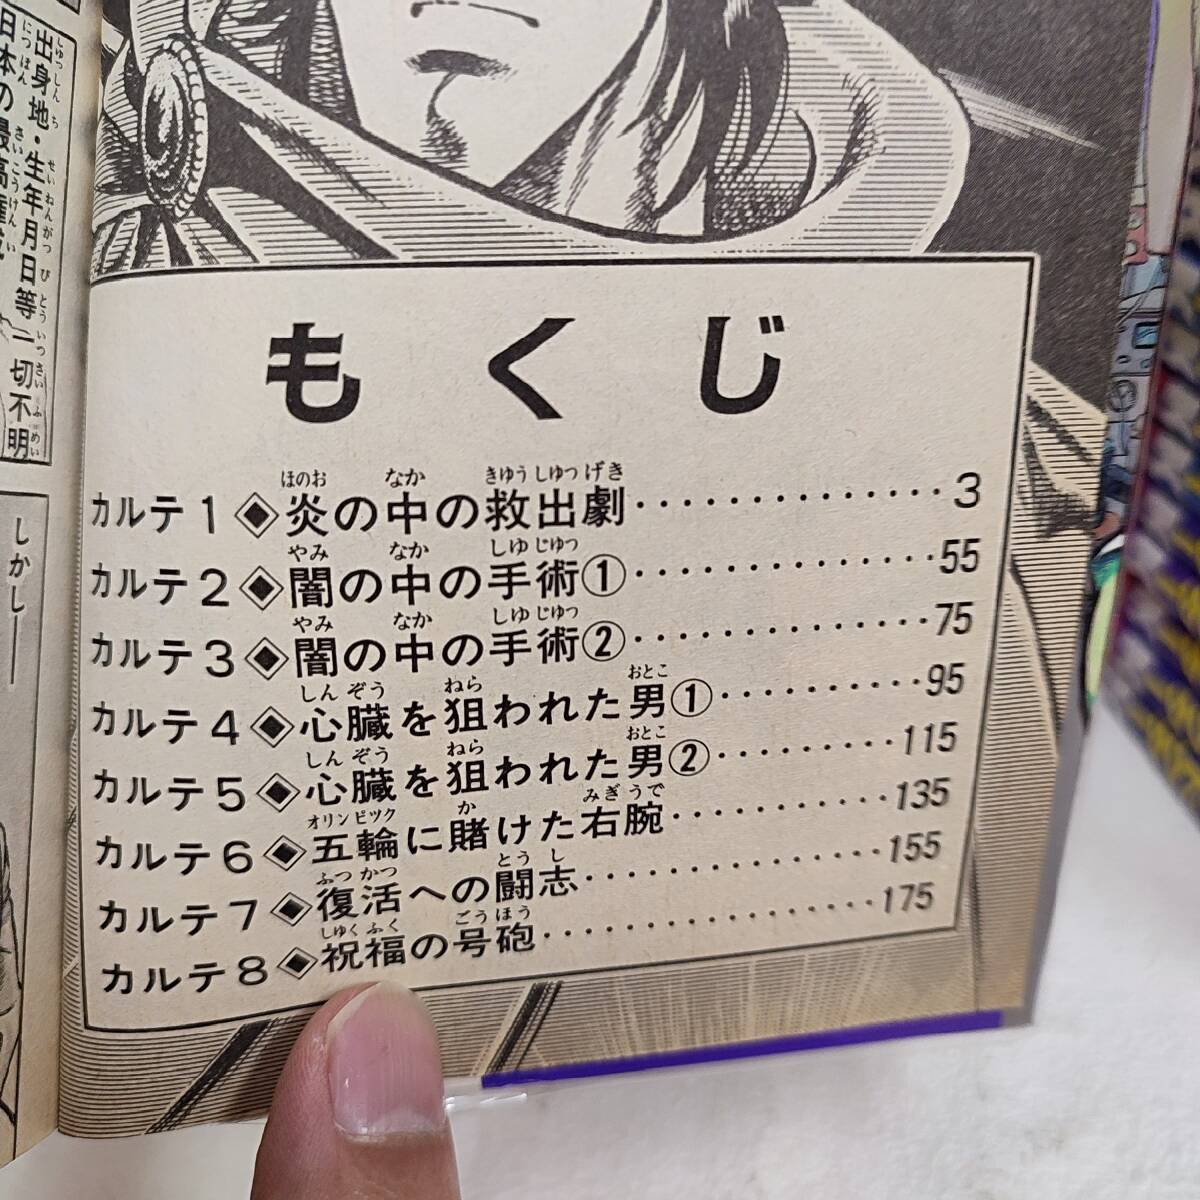 出身地・生年月日等一切不明
日本の最高権威
しかし──
もくじ
カルテ1◈炎の中の救出劇・・・・・・・・・・・・・・3
カルテ2◈闇の中の手術①・・・・・・・・・・・・・・55
カルテ3◈闇の中の手術②・・・・・・・・・・・・・・75
カルテ4◈心臓を狙われた男①・・・・・・・・・・95
カルテ5◈心臓を狙われた男②・・・・・・・・・115
カルテ6◈五輪に賭けた右腕・・・・・・・・・・・135
カルテ7◈復活への闘志・・・・・・・・・・・・・・・155
カルテ8◈祝福の号砲・・・・・・・・・・・・・・・・・175